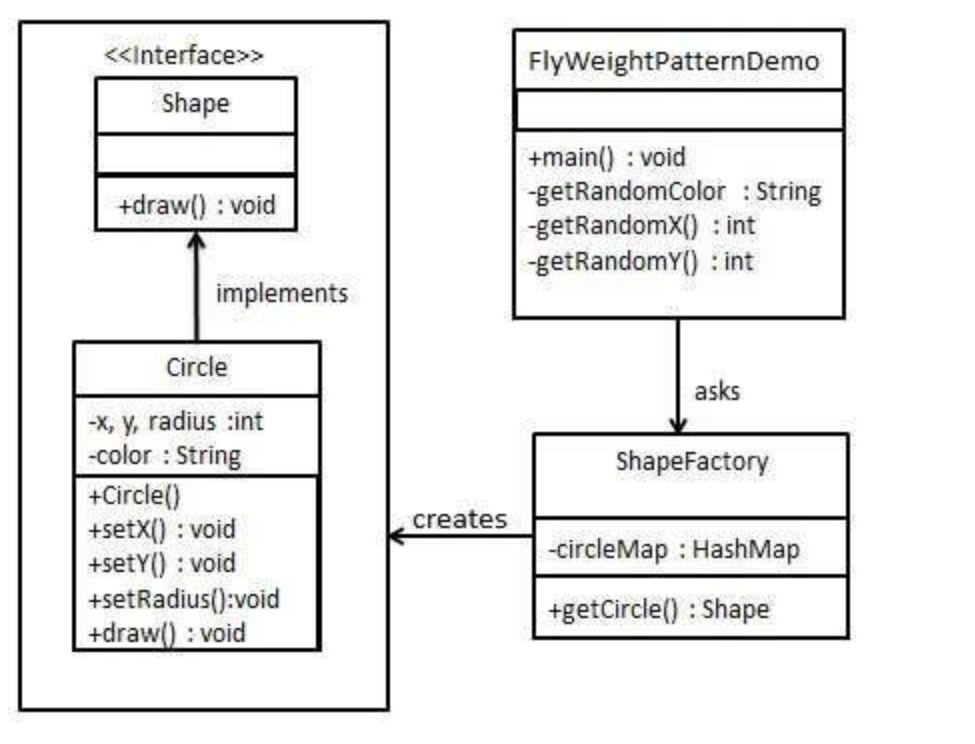 <<Interface>>
Shape
+draw() : void
implements
Circle
-x, y, radius :int
-color : String
+Circle()
+setX() : void
+setY() : void
+setRadius():void
+draw() : void
FlyWeightPatternDemo
+main() : void
-getRandomColor : String
-getRandomX() : int
-getRandomY() : int
asks
ShapeFactory
-circleMap : HashMap
+getCircle() : Shape
creates